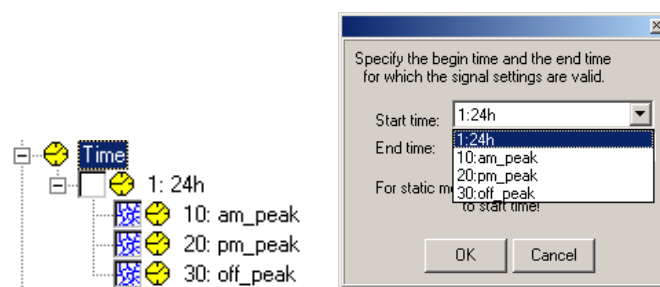 Time
1: 24h
10: am_peak
20: pm_peak
30: off_peak
Specify the begin time and the end time
for which the signal settings are valid.
Start time: 1:24h
End time:
1:24h
10:am_peak
20:pm_peak
30:off_peak
For static
to start time!
OK Cancel